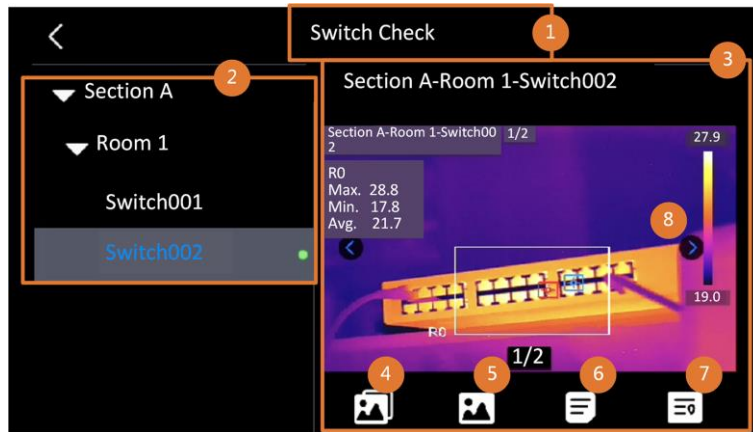 Switch Check
1
2
3
Section A
Room 1
Switch001
Switch002
Section A-Room 1-Switch002
Section A-Room 1-Switch00
2
1/2
27.9
R0
Max. 28.8
Min. 17.8
Avg. 21.7
8
19.0
R0
1/2
4
5
6
7